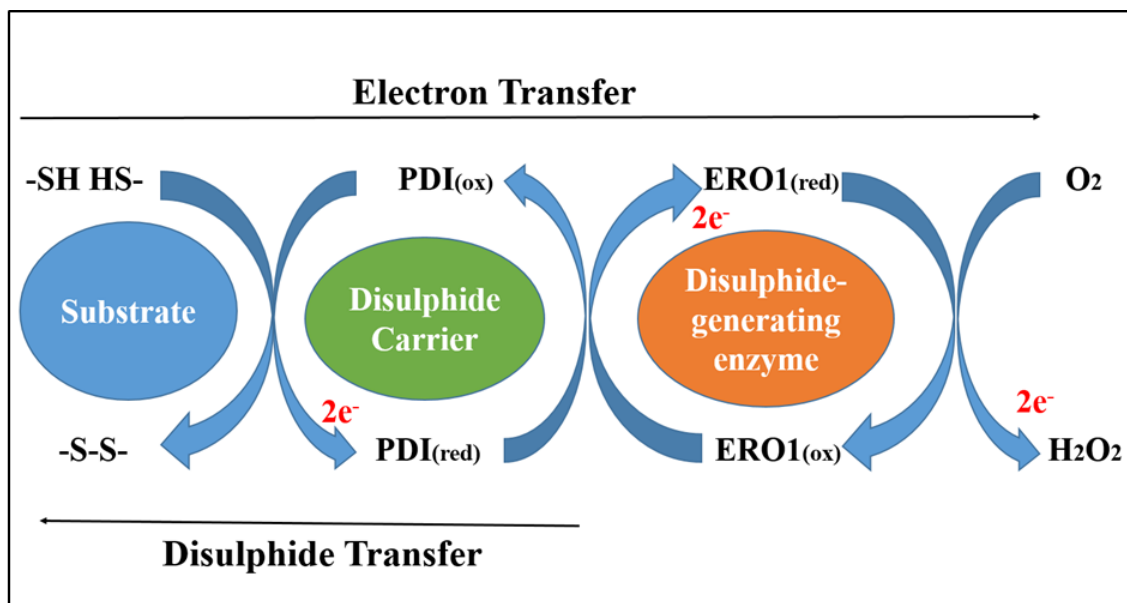 Electron Transfer
-SH HS- PDI(ox) ERO1(red) O2
2e-
Substrate
Disulphide
Carrier
Disulphide-
generating
enzyme
2e- 2e-
-S-S- PDI(red) ERO1(ox) H2O2
Disulphide Transfer